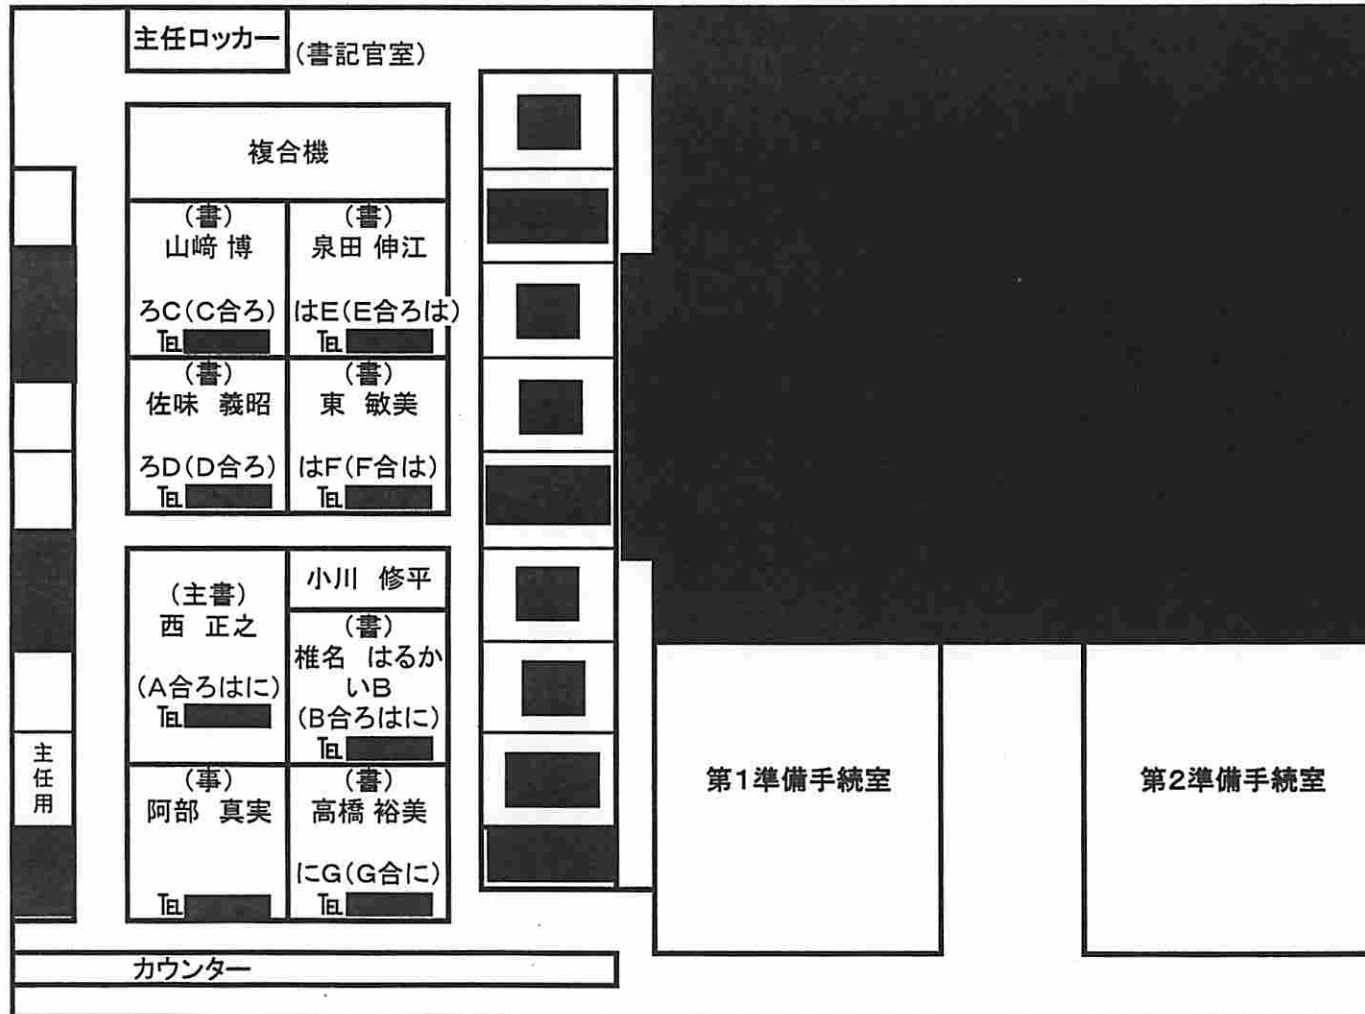 主任ロッカー
(書記官室)
複合機
(書)
山﨑 博
ろC(C合ろ)
℡
(書)
泉田 伸江
はE(E合ろは)
℡
(書)
佐味 義昭
ろD(D合ろ)
℡
(書)
東 敏美
はF(F合は)
℡
(主書)
西 正之
(A合ろはに)
℡
小川 修平
(書)
椎名 はるか
いB
(B合ろはに)
℡
(事)
阿部 真実
℡
(書)
高橋 裕美
にG(G合に)
℡
主任用
第1準備手続室
第2準備手続室
カウンター